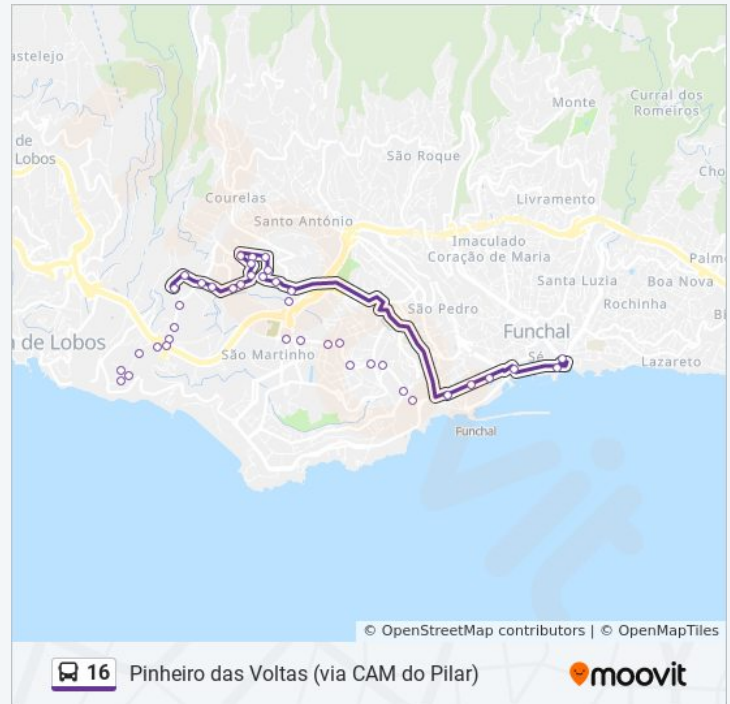 astelejo
Curral dos
Romeiros
Monte
de
Lobos
São Roque
Cho
Courelas
Livramento
Santo António
Imaculado
Coração de Maria
Palm
Santa Luzia
Boa Nova
São Pedro
Rochinha
Bi
Funchal
a de Lobos
São Martinho
Sé
Lazareto
Funchal
© OpenStreetMap contributors | © OpenMapTiles
16 Pinheiro das Voltas (via CAM do Pilar)
moovit